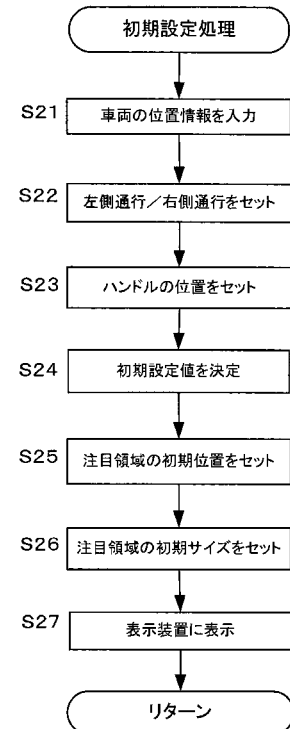 初期設定処理
S21 車両の位置情報を入力
S22 左側通行／右側通行をセット
S23 ハンドルの位置をセット
S24 初期設定値を決定
S25 注目領域の初期位置をセット
S26 注目領域の初期サイズをセット
S27 表示装置に表示
リターン